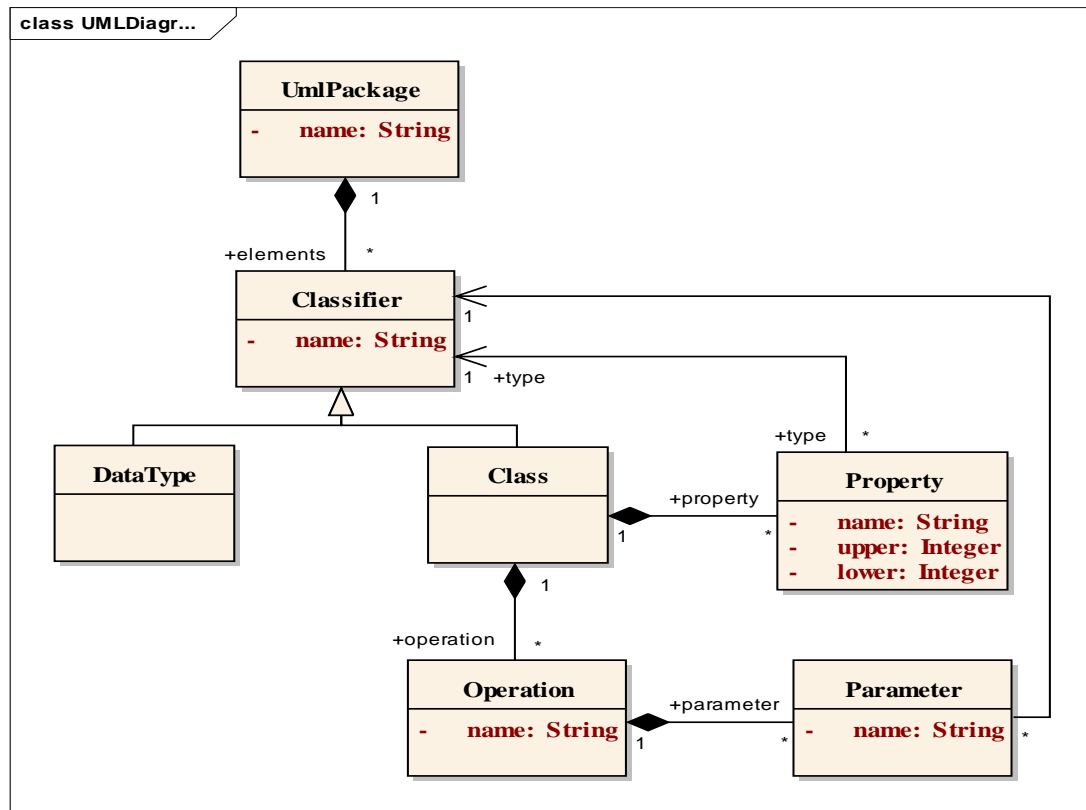 class UMLDiagr...
UmlPackage
- name: String
1
+elements *
Classifier
- name: String
1
1 +type
+type *
DataType
Class
Property
- name: String
- upper: Integer
- lower: Integer
+property
1 *
1
+operation *
Operation
- name: String
+parameter
1 *
Parameter
- name: String
*